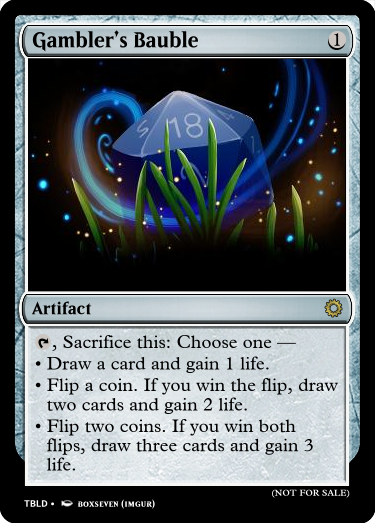 Gambler's Bauble 1
18
Artifact
, Sacrifice this: Choose one —
• Draw a card and gain 1 life.
• Flip a coin. If you win the flip, draw
two cards and gain 2 life.
• Flip two coins. If you win both
flips, draw three cards and gain 3
life.
(NOT FOR SALE)
TBLD • BOXSEVEN (IMGUR)